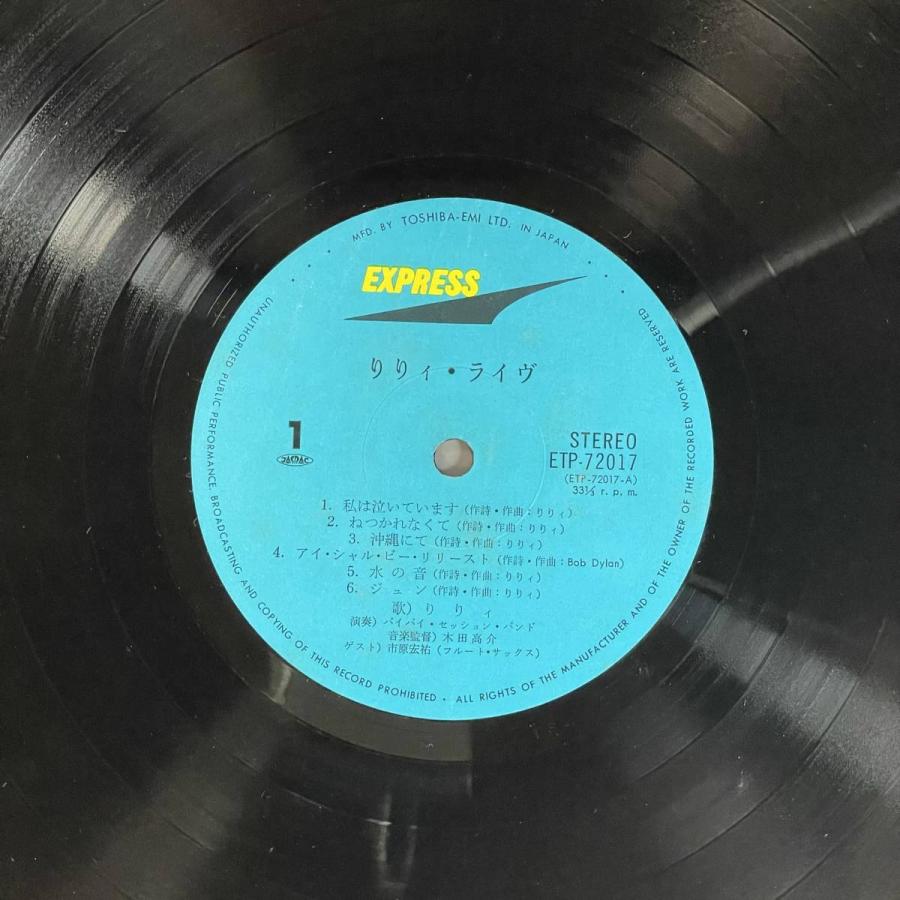 MFD. BY TOSHIBA-EMI LTD. IN JAPAN
EXPRESS
りりィ・ライヴ
1
JASRAC
STEREO
ETP-72017
(ETP-72017-A)
33⅓ r. p. m.
1. 私は泣いています (作詩・作曲:りりィ)
2. ねつかれなくて (作詩・作曲:りりィ)
3. 沖縄にて (作詩・作曲:りりィ)
4. アイ・シャル・ビー・リリースト (作詩・作曲:Bob Dylan)
5. 水の音 (作詩・作曲:りりィ)
6. ジュン (作詩・作曲:りりィ)
歌) りりィ
演奏) バイバイ・セッション・バンド
音楽監督) 木田高介
ゲスト) 市原宏祐 (フルート・サックス)
UNAUTHORIZED PUBLIC PERFORMANCE, BROADCASTING AND COPYING OF THIS RECORD PROHIBITED • ALL RIGHTS OF THE MANUFACTURER AND OF THE OWNER OF THE RECORDED WORK ARE RESERVED